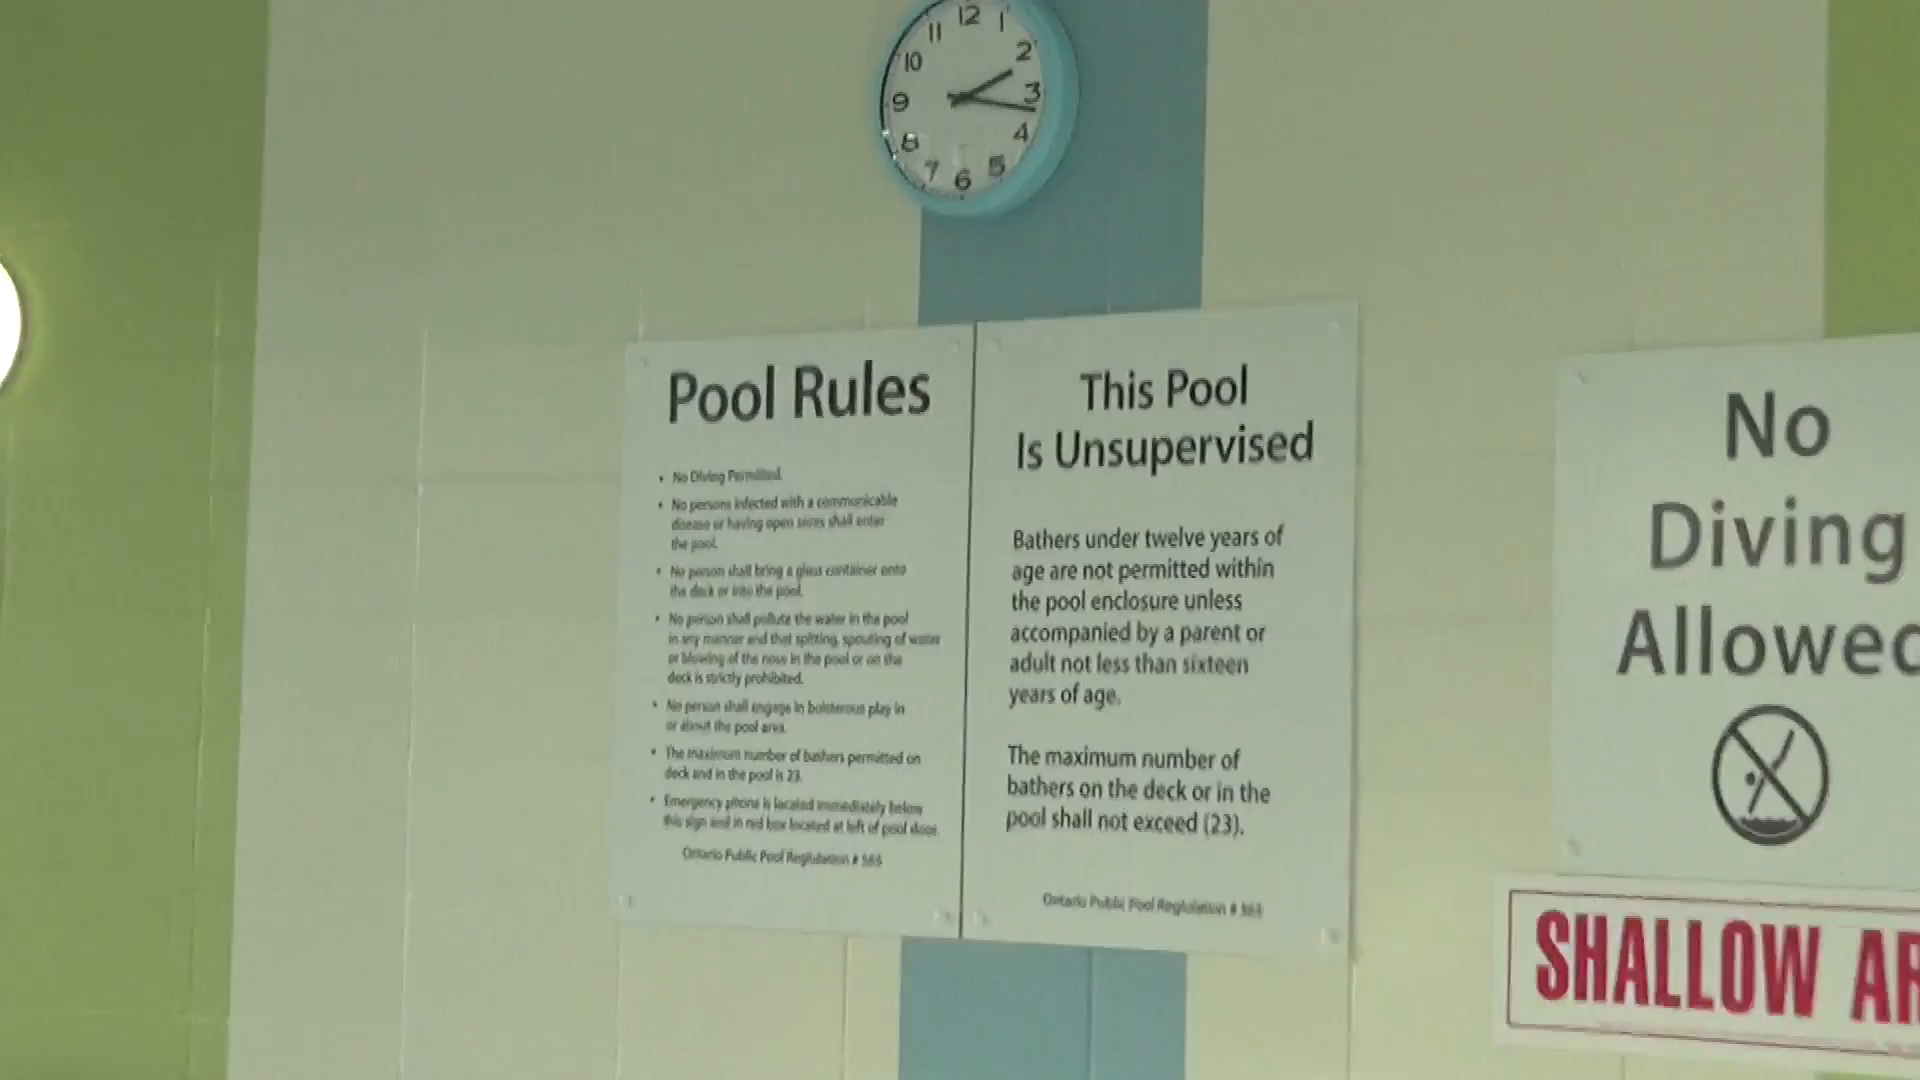 12
1
2
3
4
5
6
7
8
9
10
11
Pool Rules
• No Diving Permitted.
• No persons infected with a communicable
disease or having open sores shall enter
the pool.
• No person shall bring a glass container onto
the deck or into the pool.
• No person shall pollute the water in the pool
in any manner and that spitting, spouting of water
or blowing of the nose in the pool or on the
deck is strictly prohibited.
• No person shall engage in boisterous play in
or about the pool area.
• The maximum number of bathers permitted on
deck and in the pool is 23.
• Emergency phone is located immediately below
this sign and in red box located at left of pool door.
Ontario Public Pool Reglulation # 565
This Pool
Is Unsupervised
Bathers under twelve years of
age are not permitted within
the pool enclosure unless
accompanied by a parent or
adult not less than sixteen
years of age.
The maximum number of
bathers on the deck or in the
pool shall not exceed (23).
Ontario Public Pool Reglulation #
No
Diving
Allowed
SHALLOW AR